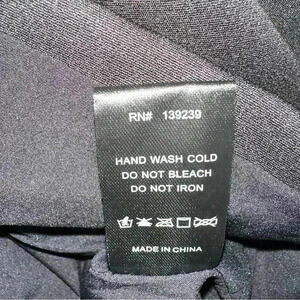 RN# 139239
HAND WASH COLD
DO NOT BLEACH
DO NOT IRON
MADE IN CHINA